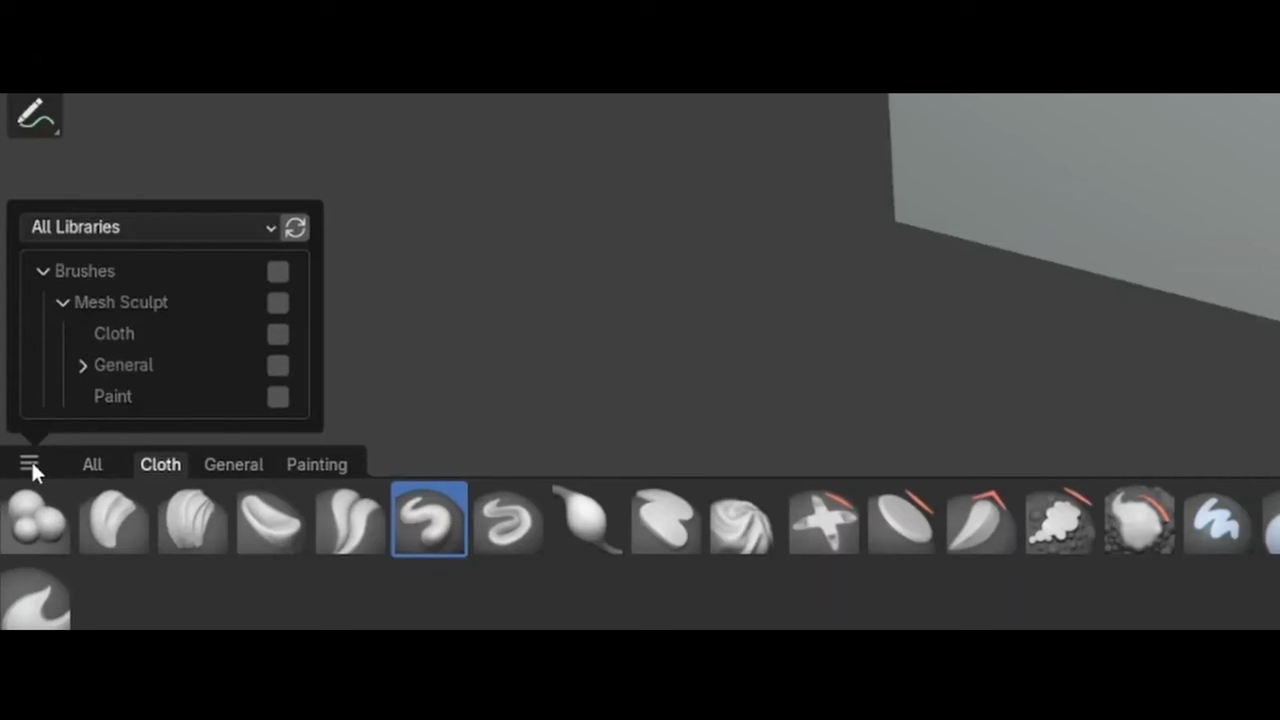 All Libraries
Brushes
Mesh Sculpt
Cloth
General
Paint
All Cloth General Painting